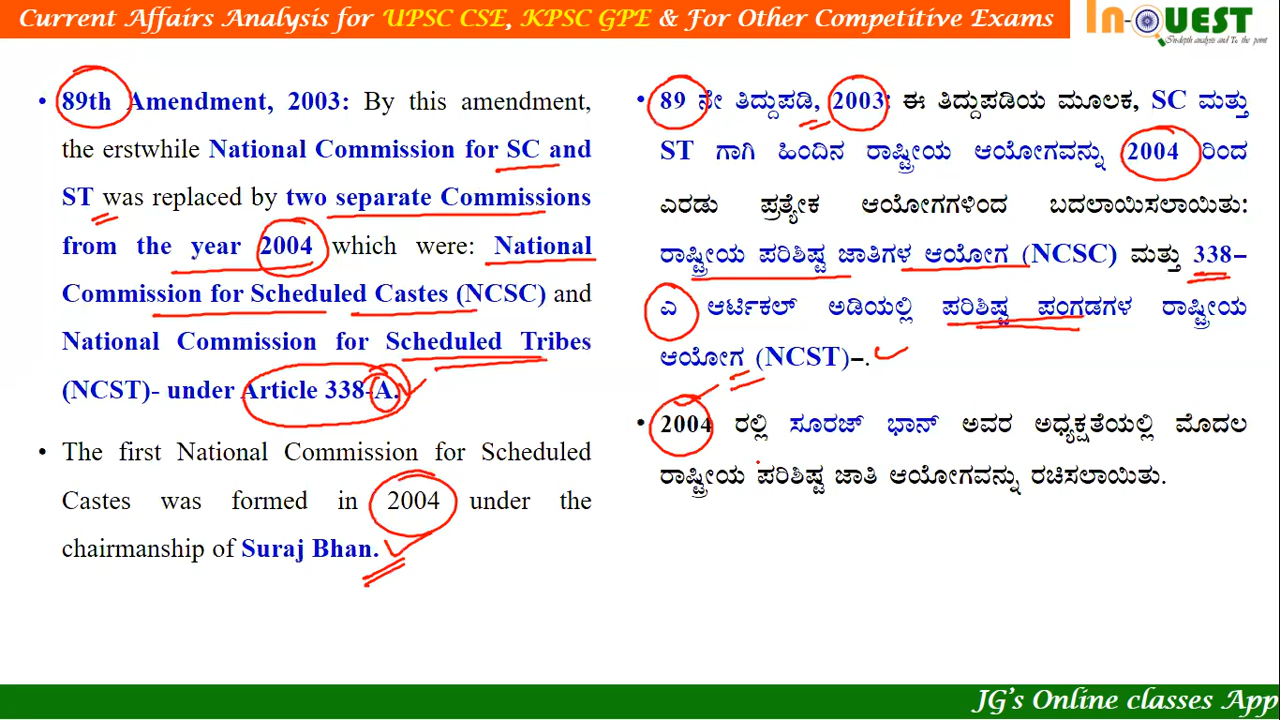 Current Affairs Analysis for UPSC CSE, KPSC GPE & For Other Competitive Exams
In-QUEST
In-depth analysis and To the point
• 89th Amendment, 2003: By this amendment,
the erstwhile National Commission for SC and
ST was replaced by two separate Commissions
from the year 2004 which were: National
Commission for Scheduled Castes (NCSC) and
National Commission for Scheduled Tribes
(NCST)- under Article 338-A.
• The first National Commission for Scheduled
Castes was formed in 2004 under the
chairmanship of Suraj Bhan.
• 89 ನೇ ತಿದ್ದುಪಡಿ, 2003: ಈ ತಿದ್ದುಪಡಿಯ ಮೂಲಕ, SC ಮತ್ತು
ST ಗಾಗಿ ಹಿಂದಿನ ರಾಷ್ಟ್ರೀಯ ಆಯೋಗವನ್ನು 2004 ರಿಂದ
ಎರಡು ಪ್ರತ್ಯೇಕ ಆಯೋಗಗಳಿಂದ ಬದಲಾಯಿಸಲಾಯಿತು:
ರಾಷ್ಟ್ರೀಯ ಪರಿಶಿಷ್ಟ ಜಾತಿಗಳ ಆಯೋಗ (NCSC) ಮತ್ತು 338–
ಎ ಆರ್ಟಿಕಲ್ ಅಡಿಯಲ್ಲಿ ಪರಿಶಿಷ್ಟ ಪಂಗಡಗಳ ರಾಷ್ಟ್ರೀಯ
ಆಯೋಗ (NCST)–.
• 2004 ರಲ್ಲಿ ಸೂರಜ್ ಭಾನ್ ಅವರ ಅಧ್ಯಕ್ಷತೆಯಲ್ಲಿ ಮೊದಲ
ರಾಷ್ಟ್ರೀಯ ಪರಿಶಿಷ್ಟ ಜಾತಿ ಆಯೋಗವನ್ನು ರಚಿಸಲಾಯಿತು.
JG's Online classes App